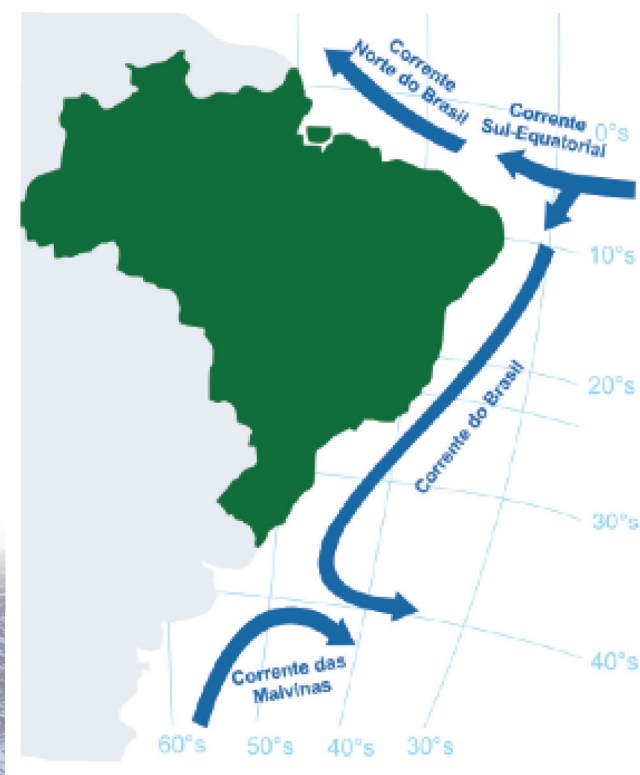 Corrente
Norte do Brasil
Corrente
Sul-Equatorial
0°s
10°s
20°s
Corrente do Brasil
30°s
40°s
Corrente das
Malvinas
60°s
50°s
40°s
30°s